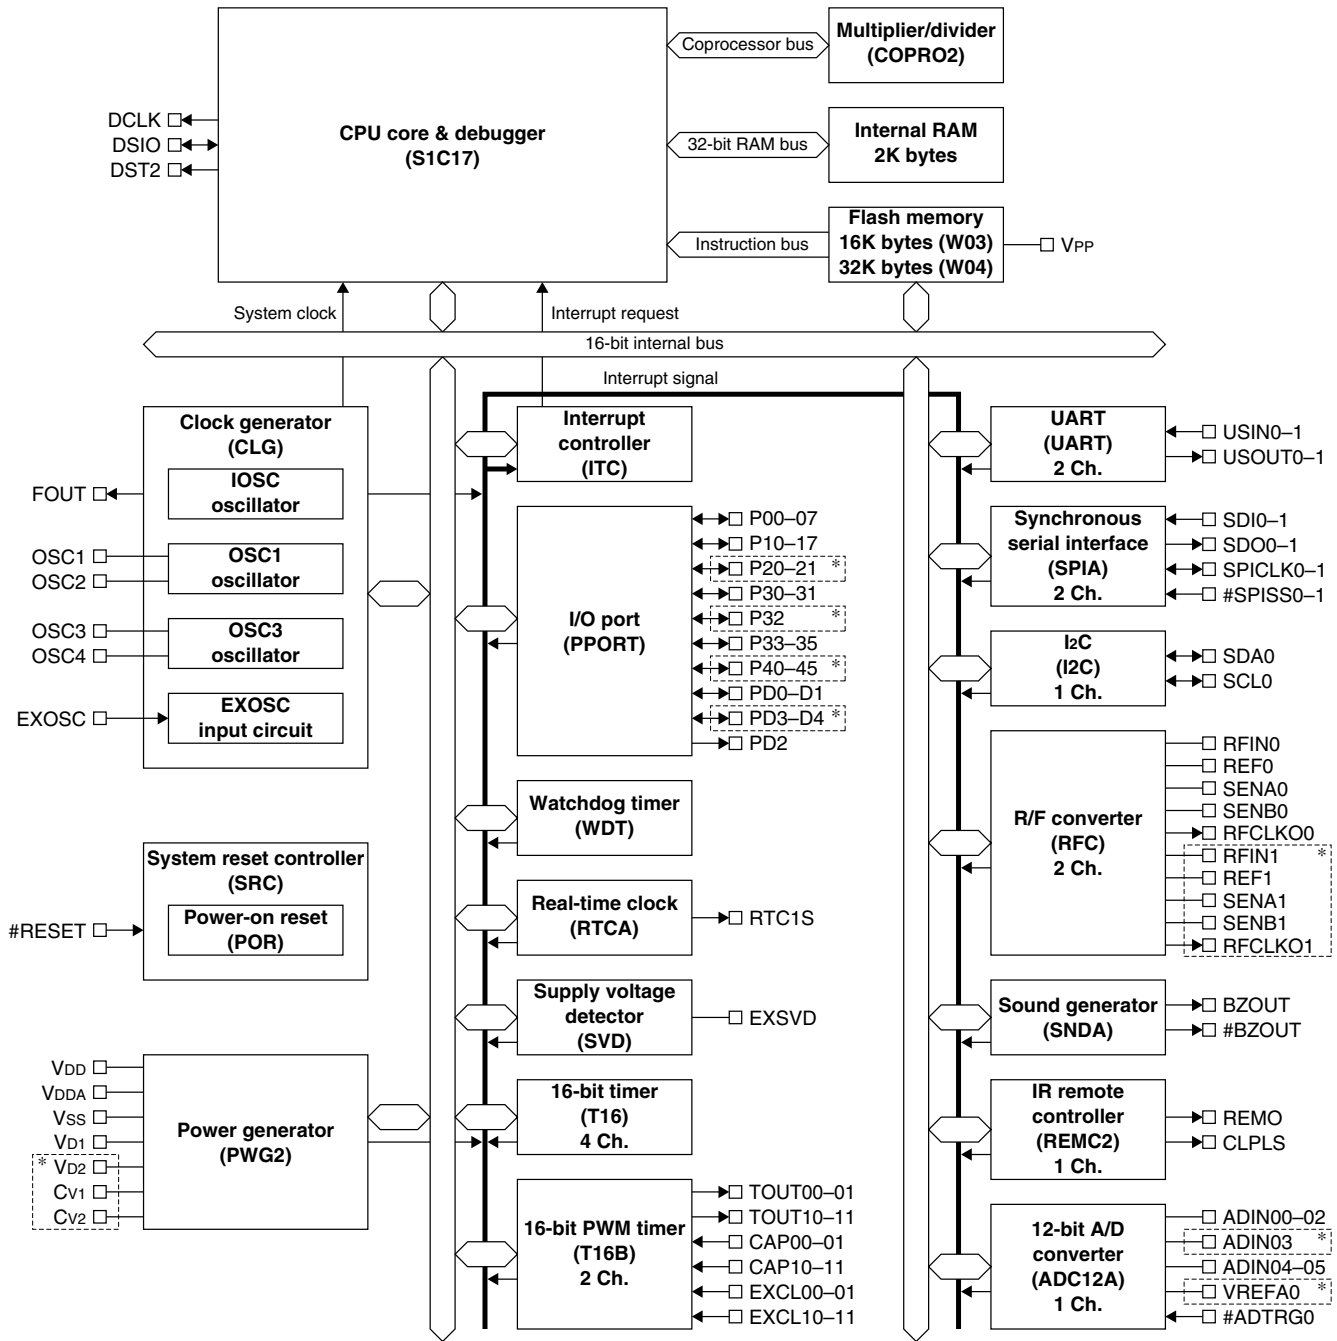 CPU core & debugger
(S1C17)
DCLK
DSIO
DST2
Coprocessor bus
Multiplier/divider
(COPRO2)
32-bit RAM bus
Internal RAM
2K bytes
Instruction bus
Flash memory
16K bytes (W03)
32K bytes (W04)
VPP
System clock
Interrupt request
16-bit internal bus
Interrupt signal
Clock generator
(CLG)
IOSC
oscillator
OSC1
oscillator
OSC3
oscillator
EXOSC
input circuit
FOUT
OSC1
OSC2
OSC3
OSC4
EXOSC
System reset controller
(SRC)
Power-on reset
(POR)
#RESET
Power generator
(PWG2)
VDD
VDDA
VSS
VD1
* VD2
CV1
CV2
Interrupt
controller
(ITC)
I/O port
(PPORT)
P00–07
P10–17
P20–21 *
P30–31
P32 *
P33–35
P40–45 *
PD0–D1
PD3–D4 *
PD2
Watchdog timer
(WDT)
Real-time clock
(RTCA)
RTC1S
Supply voltage
detector
(SVD)
EXSVD
16-bit timer
(T16)
4 Ch.
16-bit PWM timer
(T16B)
2 Ch.
TOUT00–01
TOUT10–11
CAP00–01
CAP10–11
EXCL00–01
EXCL10–11
UART
(UART)
2 Ch.
USIN0–1
USOUT0–1
Synchronous
serial interface
(SPIA)
2 Ch.
SDI0–1
SDO0–1
SPICLK0–1
#SPISS0–1
I2C
(I2C)
1 Ch.
SDA0
SCL0
R/F converter
(RFC)
2 Ch.
RFIN0
REF0
SENA0
SENB0
RFCLKO0
RFIN1 *
REF1
SENA1
SENB1
RFCLKO1
Sound generator
(SNDA)
BZOUT
#BZOUT
IR remote
controller
(REMC2)
1 Ch.
REMO
CLPLS
12-bit A/D
converter
(ADC12A)
1 Ch.
ADIN00–02
ADIN03 *
ADIN04–05
VREFA0 *
#ADTRG0